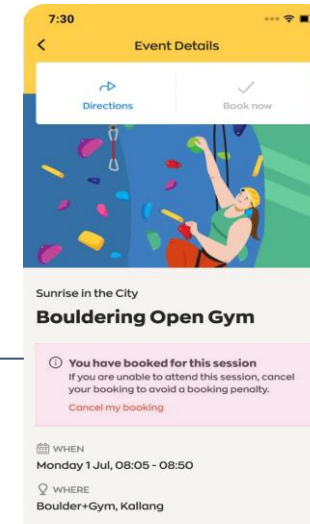 7:30
Event Details
Directions
Book now
Sunrise in the City
Bouldering Open Gym
You have booked for this session
If you are unable to attend this session, cancel
your booking to avoid a booking penalty.
Cancel my booking
WHEN
Monday 1 Jul, 08:05 - 08:50
WHERE
Boulder+Gym, Kallang